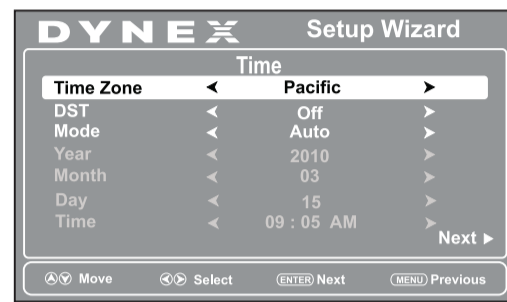 DYNEX Setup Wizard
Time
Time Zone Pacific
DST Off
Mode Auto
Year 2010
Month 03
Day 15
Time 09 : 05 AM
Next
Move Select ENTER Next MENU Previous